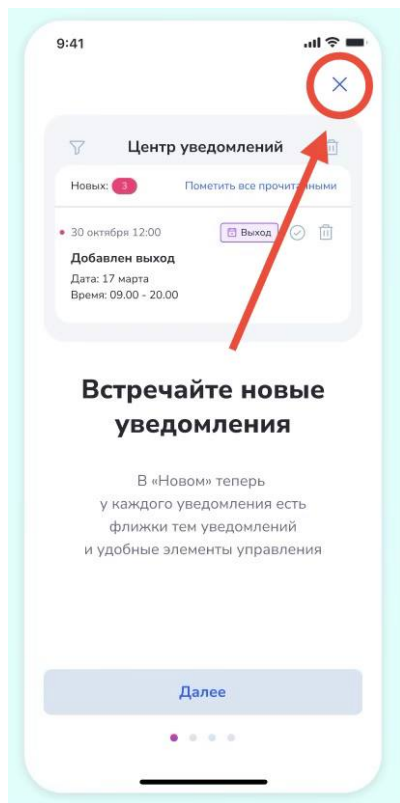 9:41
Центр уведомлений
Новых: 3 Пометить все прочитанными
30 октября 12:00 Выход
Добавлен выход
Дата: 17 марта
Время: 09.00 - 20.00
Встречайте новые
уведомления
В «Новом» теперь
у каждого уведомления есть
флижки тем уведомлений
и удобные элементы управления
Далее